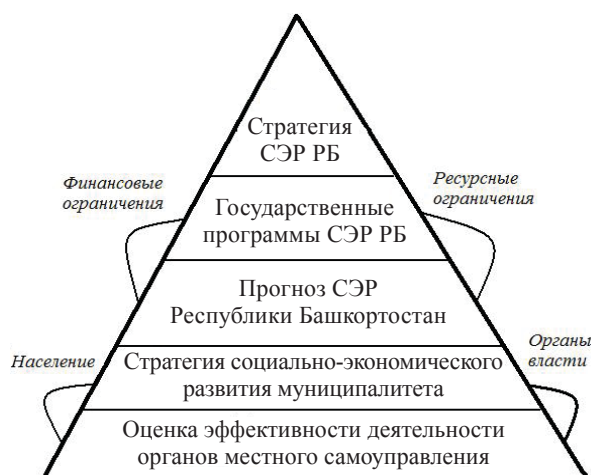 Стратегия
СЭР РБ
Финансовые
ограничения
Ресурсные
ограничения
Государственные
программы СЭР РБ
Прогноз СЭР
Республики Башкортостан
Население
Органы
власти
Стратегия социально-экономического
развития муниципалитета
Оценка эффективности деятельности
органов местного самоуправления